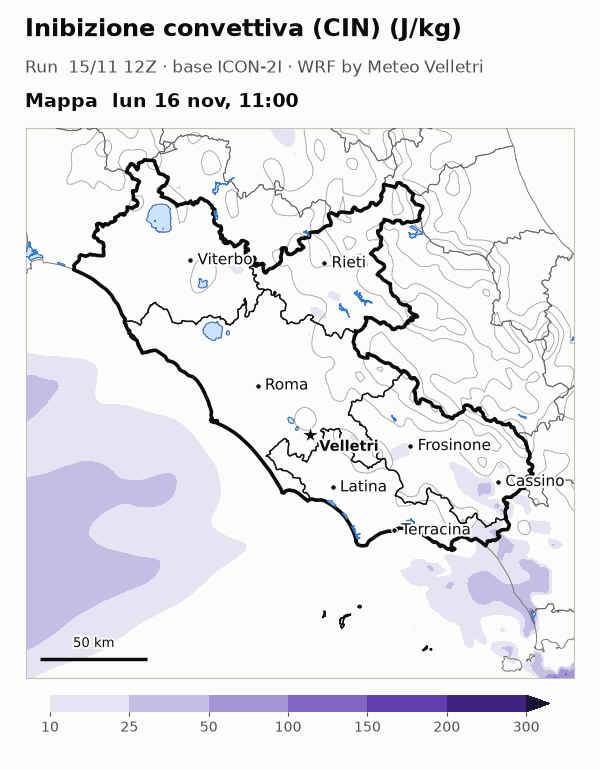 Inibizione convettiva (CIN) (J/kg)
Run  15/11 12Z · base ICON-2I · WRF by Meteo Velletri
Mappa  lun 16 nov, 11:00
Viterbo
Rieti
Roma
Velletri
Frosinone
Cassino
Latina
Terracina
50 km
10 25 50 100 150 200 300